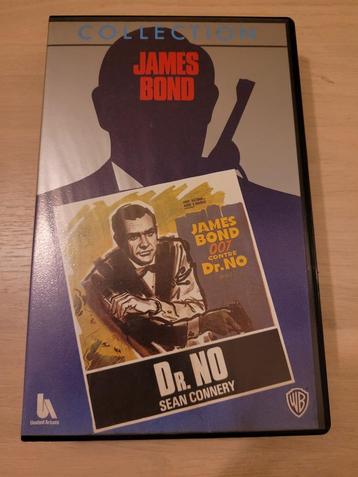 COLLECTION
JAMES
BOND
JAMES
BOND
007
CONTRE
Dr.NO
DR. NO
SEAN CONNERY
United Artists
WB